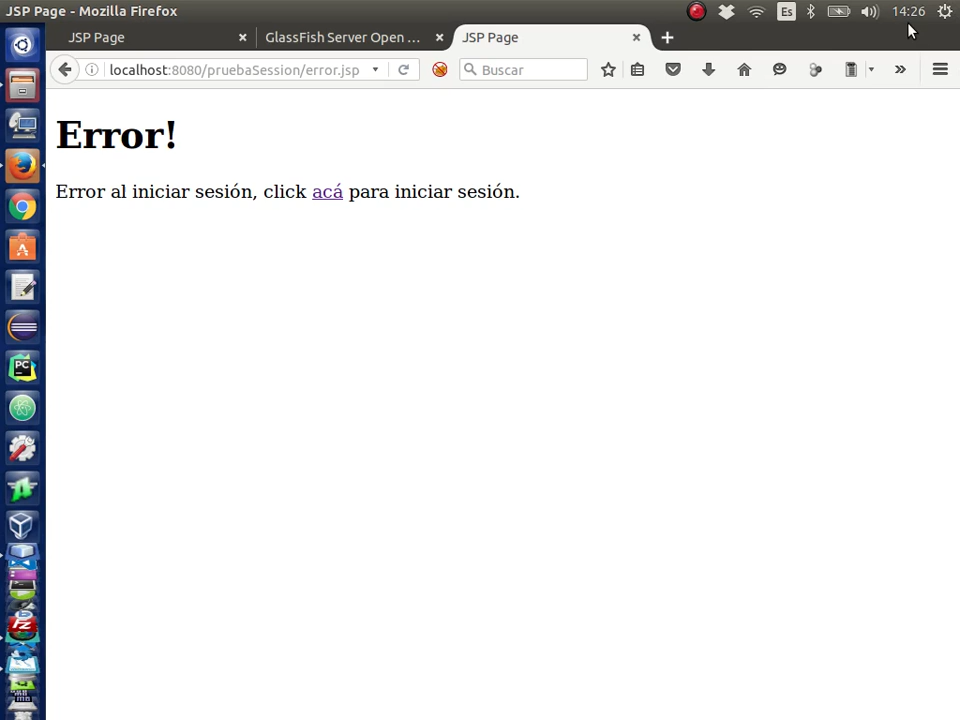 JSP Page - Mozilla Firefox
Es
14:26
JSP Page
GlassFish Server Open ...
JSP Page
localhost:8080/pruebaSession/error.jsp
Buscar
Error!
Error al iniciar sesión, click acá para iniciar sesión.
PC